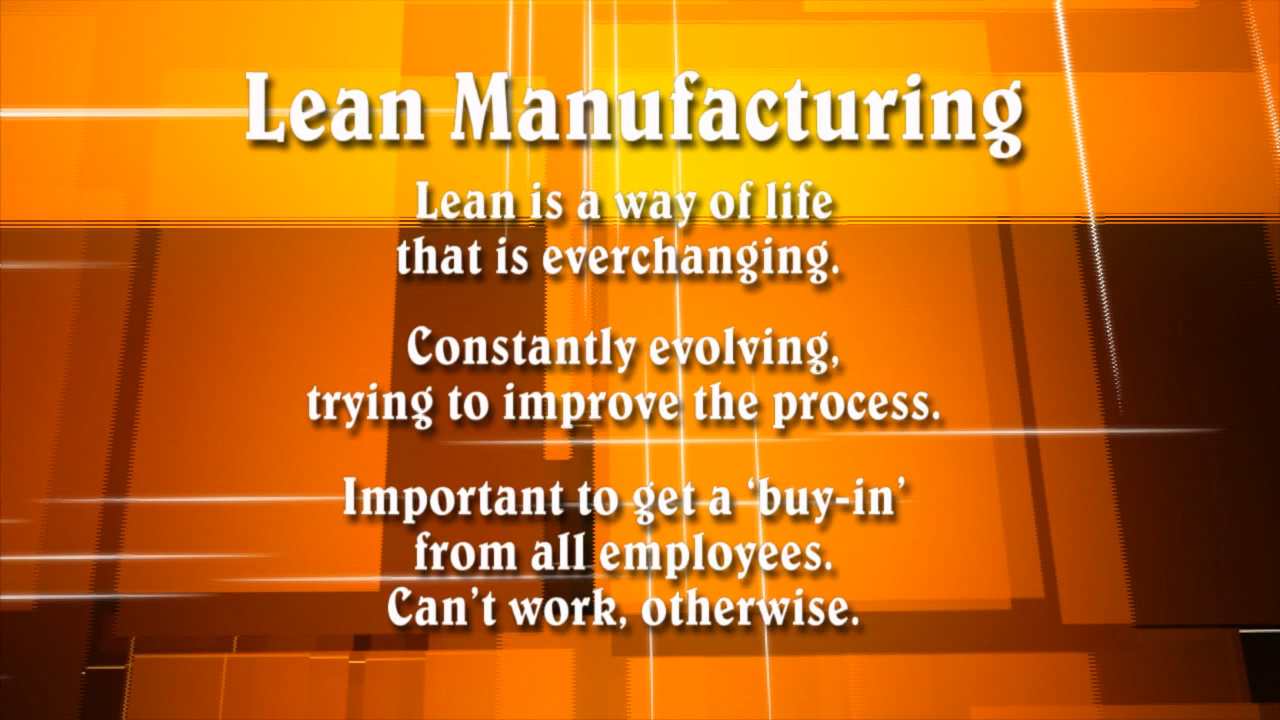 Lean Manufacturing
Lean is a way of life
that is everchanging.
Constantly evolving,
trying to improve the process.
Important to get a ‘buy-in’
from all employees.
Can’t work, otherwise.